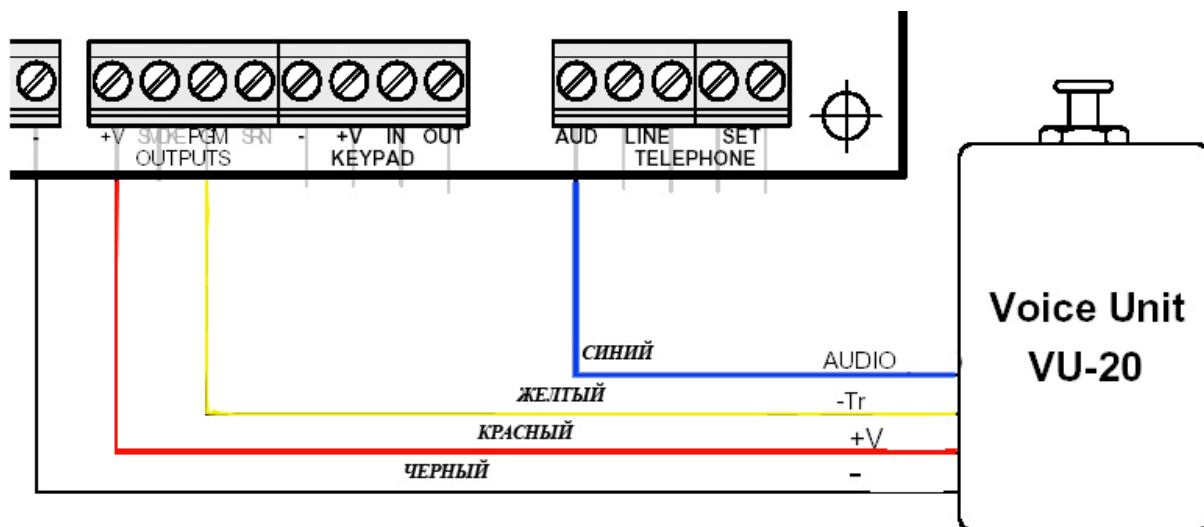 - +V SMOKE PGM SRN - +V IN OUT AUD LINE SET
OUTPUTS KEYPAD TELEPHONE
Voice Unit
VU-20
СИНИЙ AUDIO
ЖЕЛТЫЙ -Tr
КРАСНЫЙ +V
ЧЕРНЫЙ -